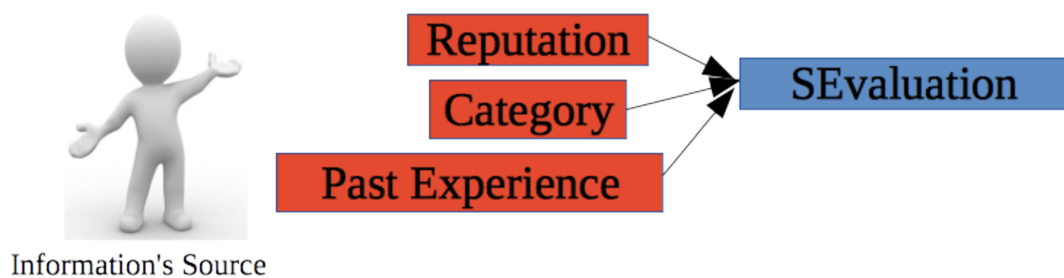 Reputation
Category
Past Experience
SEvaluation
Information's Source